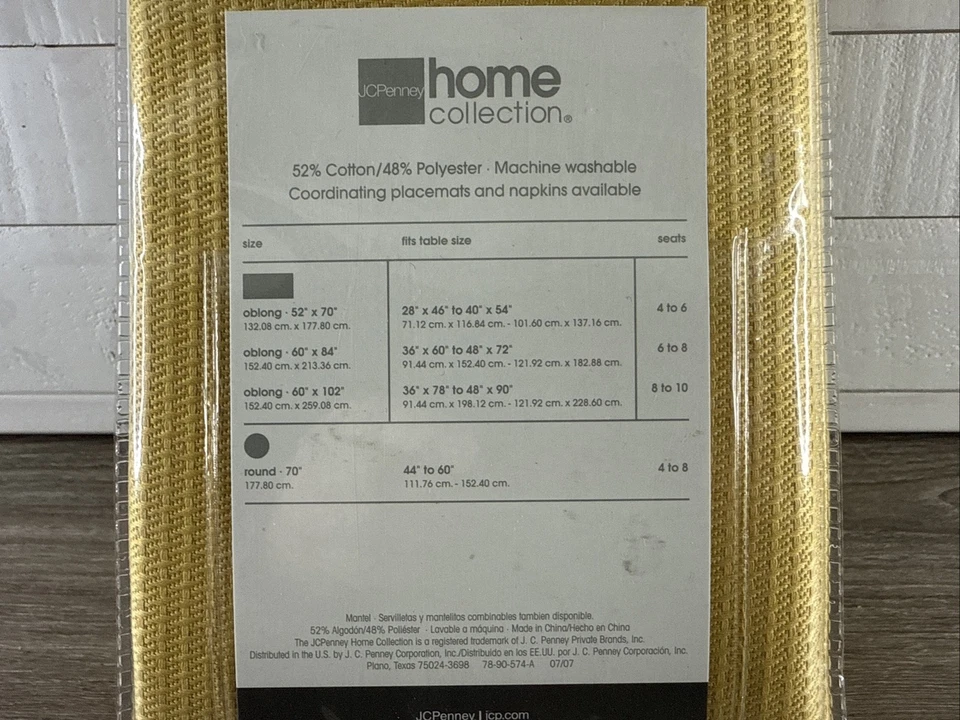 JCPenney home
collection®
52% Cotton/48% Polyester · Machine washable
Coordinating placemats and napkins available
size fits table size seats
oblong · 52" x 70" 28" x 46" to 40" x 54" 4 to 6
132.08 cm. x 177.80 cm. 71.12 cm. x 116.84 cm. - 101.60 cm. x 137.16 cm.
oblong · 60" x 84" 36" x 60" to 48" x 72" 6 to 8
152.40 cm. x 213.36 cm. 91.44 cm. x 152.40 cm. - 121.92 cm. x 182.88 cm.
oblong · 60" x 102" 36" x 78" to 48" x 90" 8 to 10
152.40 cm. x 259.08 cm. 91.44 cm. x 198.12 cm. - 121.92 cm. x 228.60 cm.
round · 70" 44" to 60" 4 to 8
177.80 cm. 111.76 cm. - 152.40 cm.
Mantel · Servilletas y mantelitos combinables tambien disponible.
52% Algodón/48% Poliéster · Lavable a máquina · Made in China/Hecho en China
The JCPenney Home Collection is a registered trademark of J. C. Penney Private Brands, Inc.
Distributed in the U.S. by J. C. Penney Corporation, Inc./Distribuido en los EE.UU. por J. C. Penney Corporación, Inc.
Plano, Texas 75024-3698 78-90-574-A 07/07
JCPenney | jcp.com